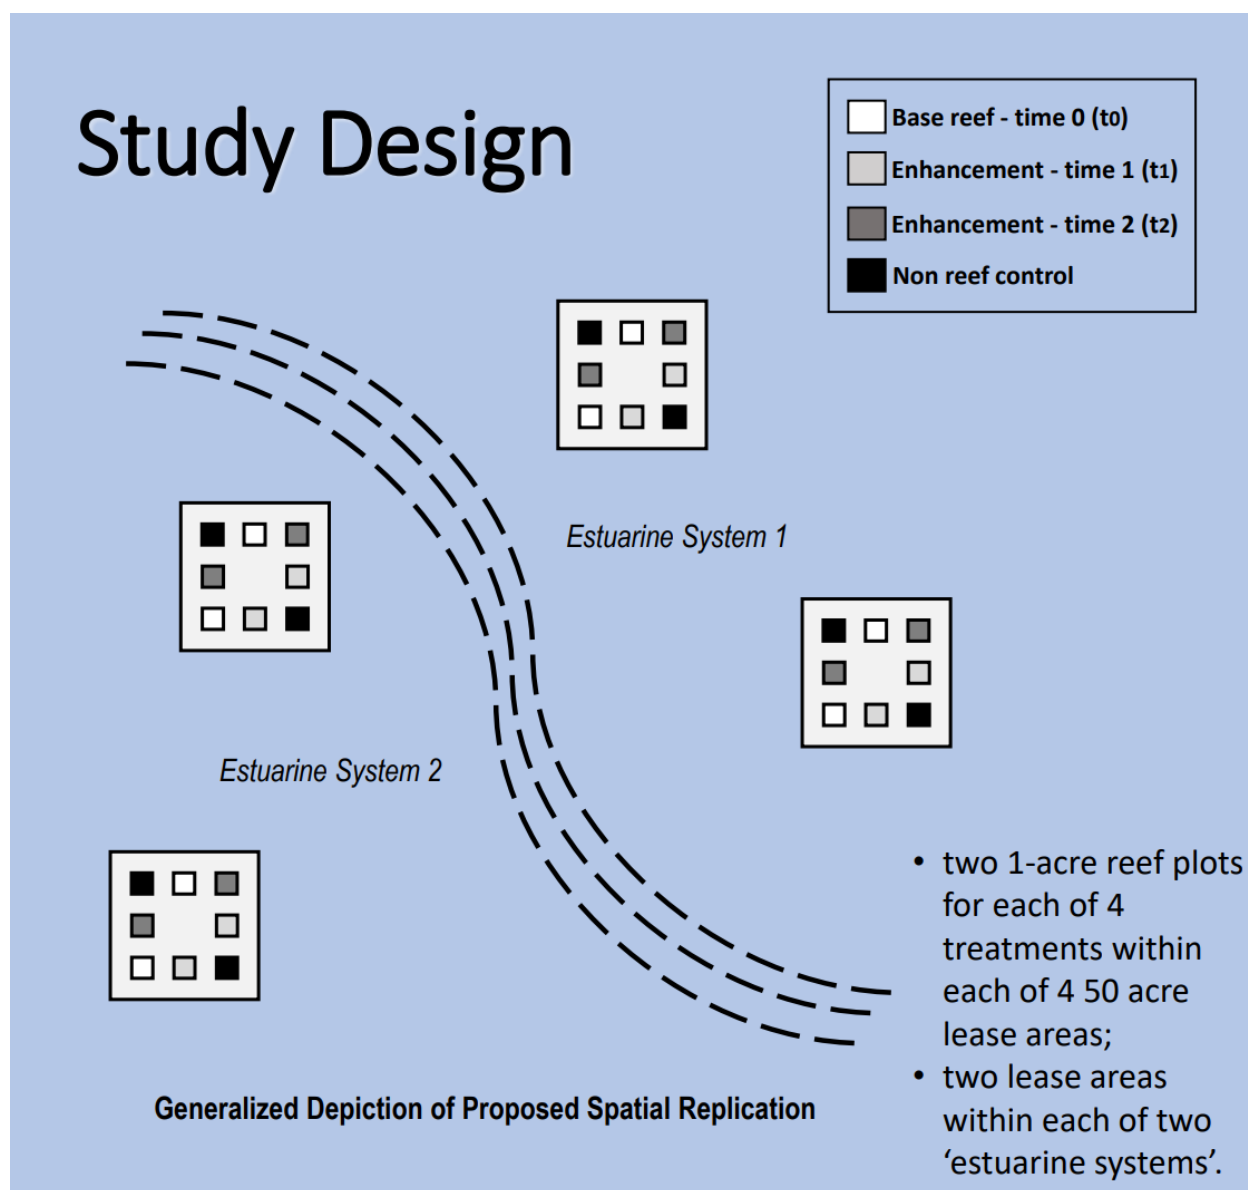 Study Design
Base reef - time 0 (t0)
Enhancement - time 1 (t1)
Enhancement - time 2 (t2)
Non reef control
Estuarine System 1
Estuarine System 2
• two 1-acre reef plots
for each of 4
treatments within
each of 4 50 acre
lease areas;
• two lease areas
within each of two
‘estuarine systems’.
Generalized Depiction of Proposed Spatial Replication